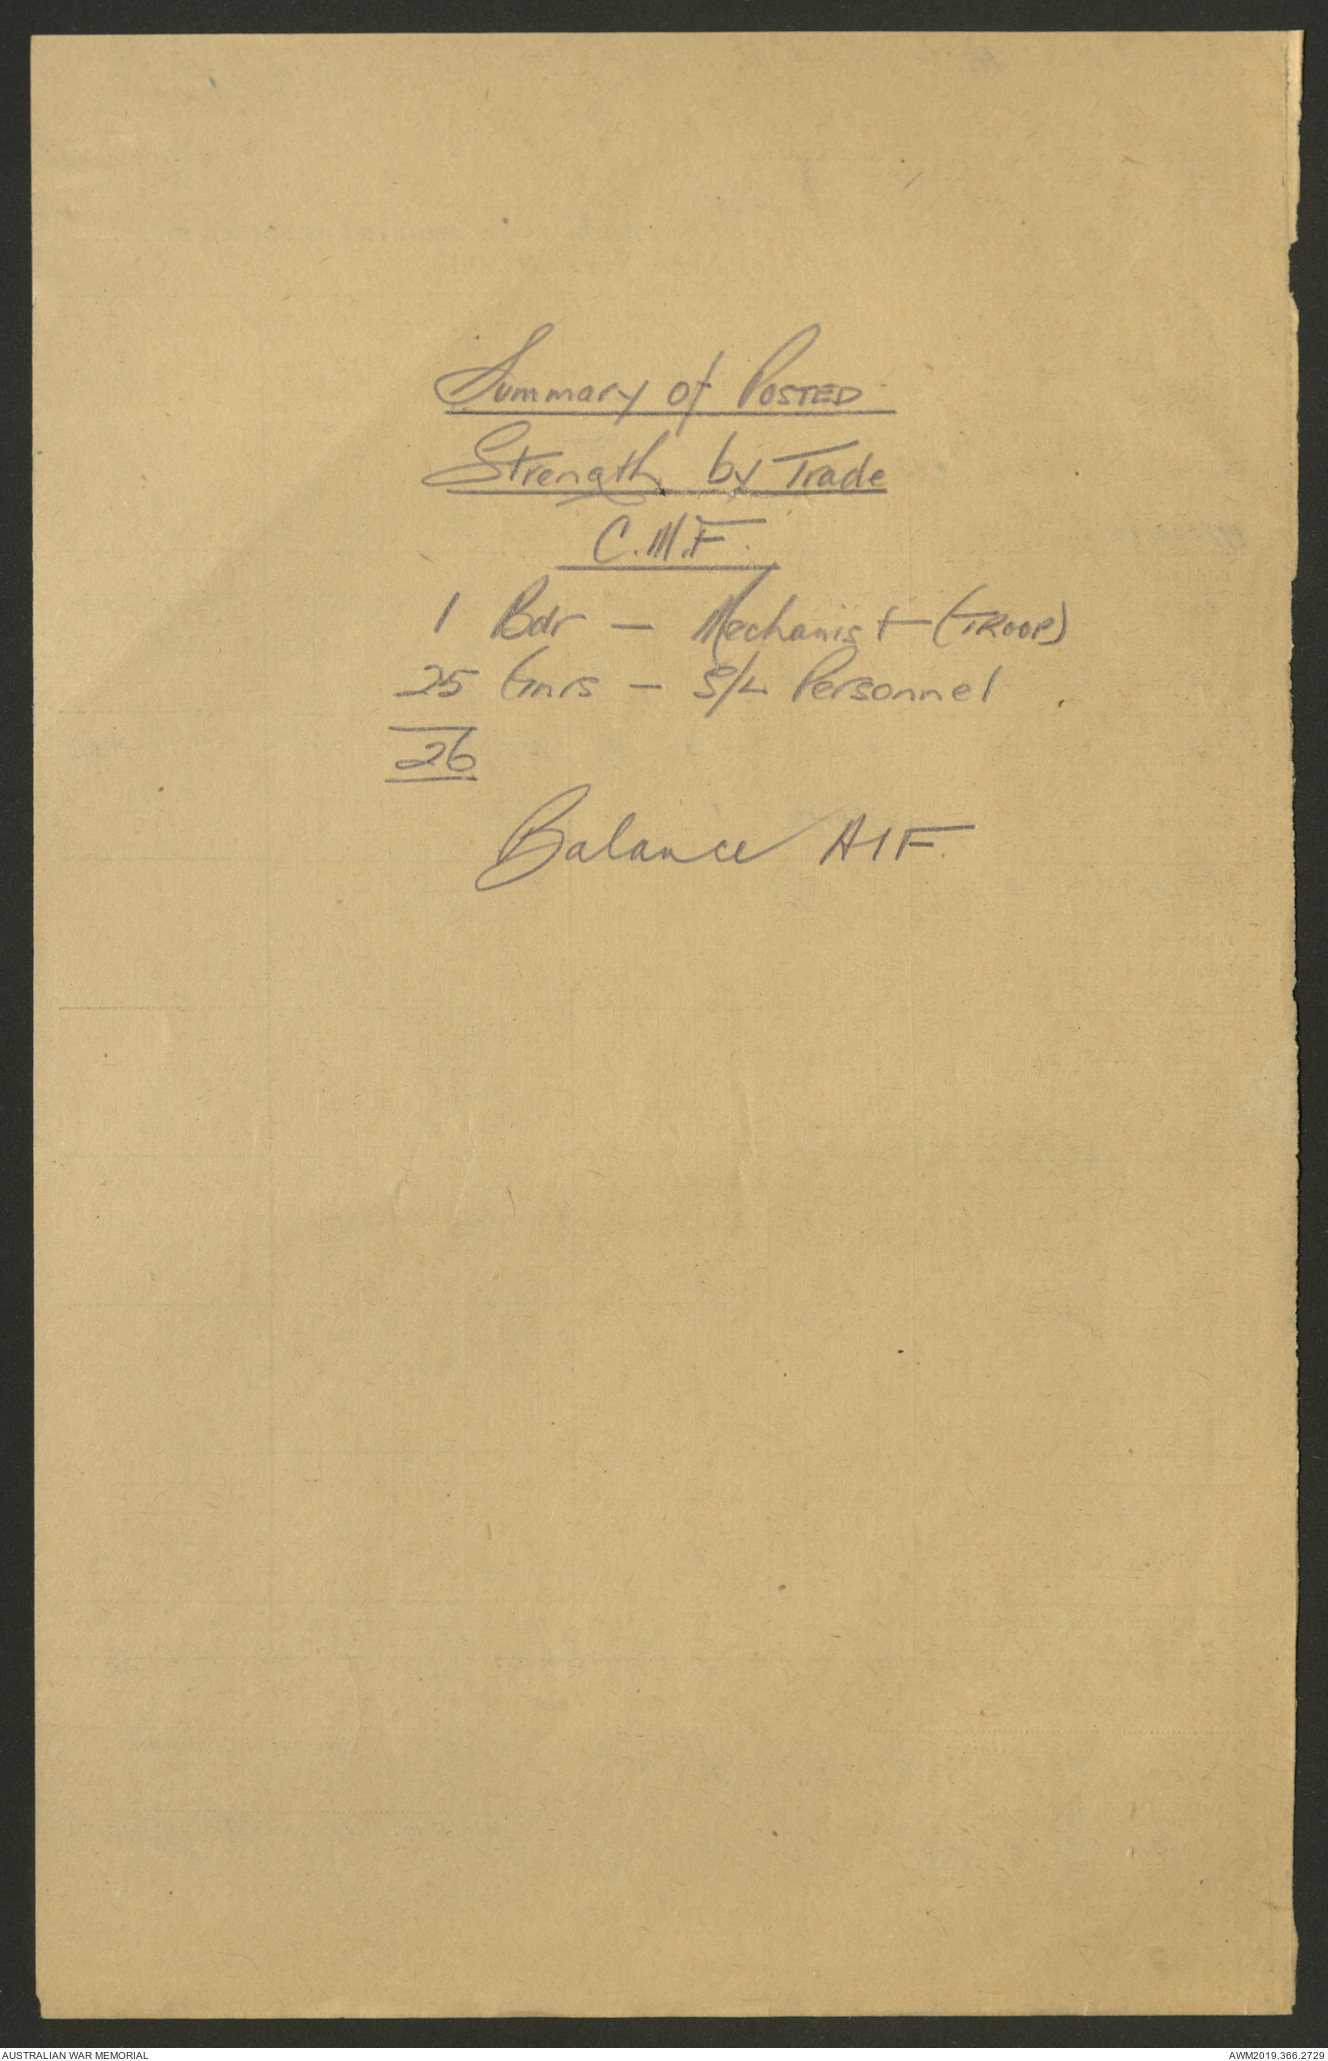 Summary of POSTED
Strength by Trade
C.M.F.
1 Bdr — Mechanist — (TROOP)
25 Gnrs — S/L Personnel
26
Balance AIF.
AUSTRALIAN WAR MEMORIAL
AWM2019.366.2729